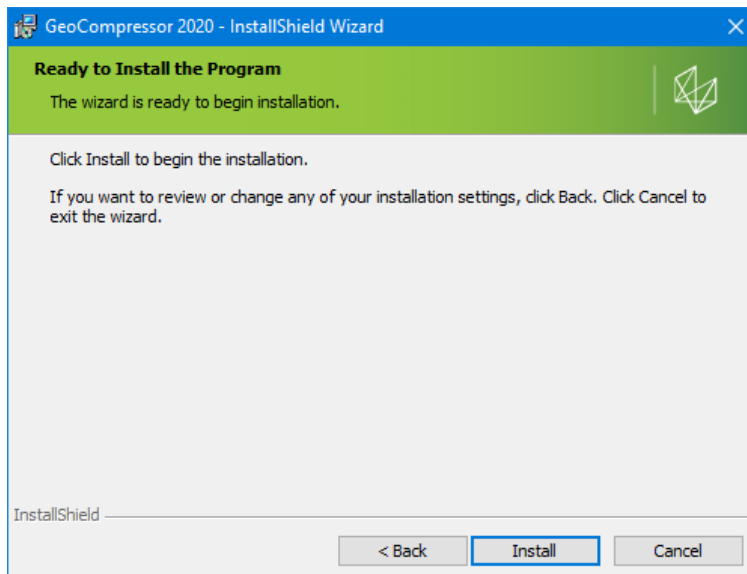 GeoCompressor 2020 - InstallShield Wizard
Ready to Install the Program
The wizard is ready to begin installation.
Click Install to begin the installation.
If you want to review or change any of your installation settings, click Back. Click Cancel to
exit the wizard.
InstallShield
< Back Install Cancel